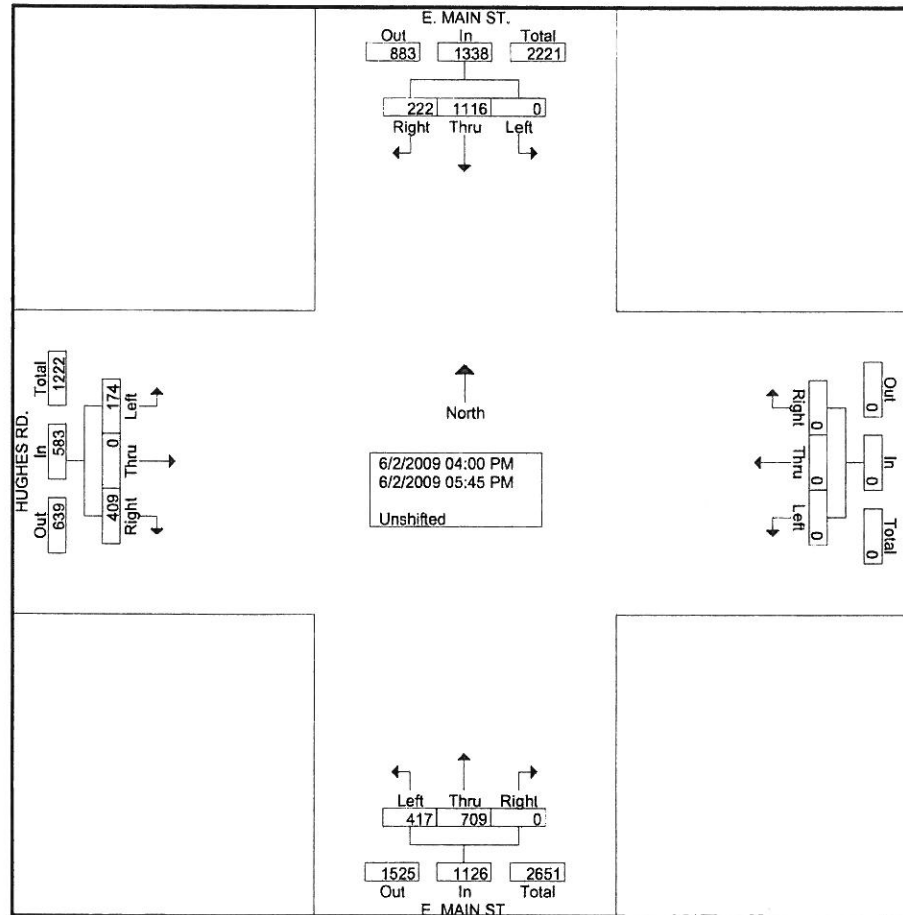 E. MAIN ST.
Out In Total
883 1338 2221
222 1116 0
Right Thru Left
HUGHES RD.
Total In Out
1222 583 639
174 0 409
Left Thru Right
North
6/2/2009 04:00 PM
6/2/2009 05:45 PM
Unshifted
Right Thru Left
0 0 0
Out In Total
0 0 0
Left Thru Right
417 709 0
1525 1126 2651
Out In Total
E. MAIN ST.